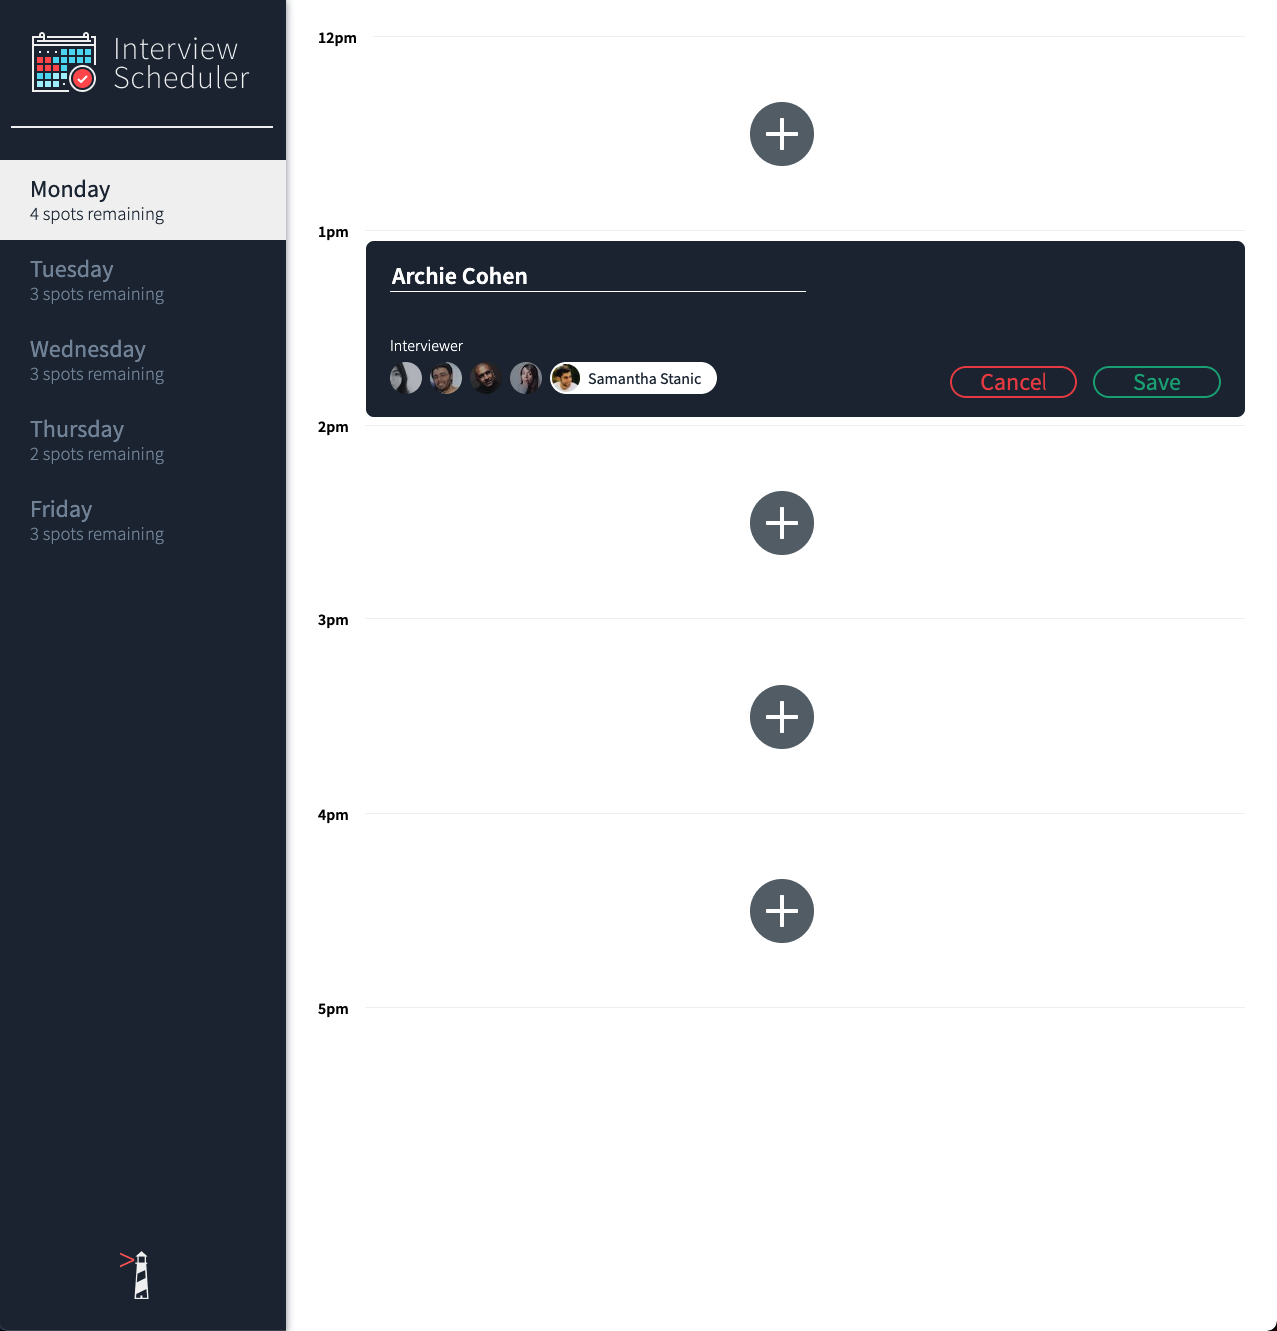 Interview
Scheduler
Monday
4 spots remaining
Tuesday
3 spots remaining
Wednesday
3 spots remaining
Thursday
2 spots remaining
Friday
3 spots remaining
12pm
1pm
Archie Cohen
Interviewer
Samantha Stanic
Cancel
Save
2pm
3pm
4pm
5pm